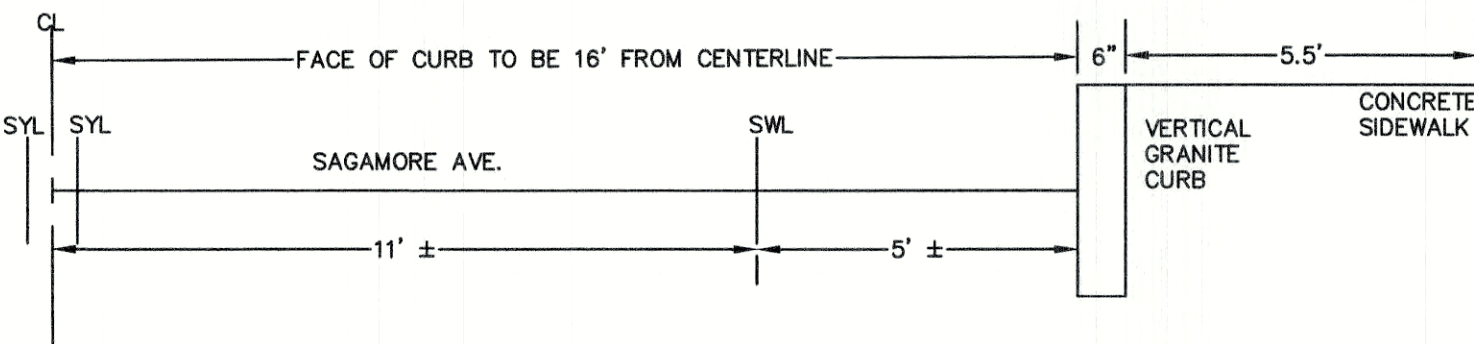 CL
FACE OF CURB TO BE 16' FROM CENTERLINE
6"
5.5'
SYL
SYL
SWL
SAGAMORE AVE.
VERTICAL
GRANITE
CURB
CONCRETE
SIDEWALK
11' ±
5' ±